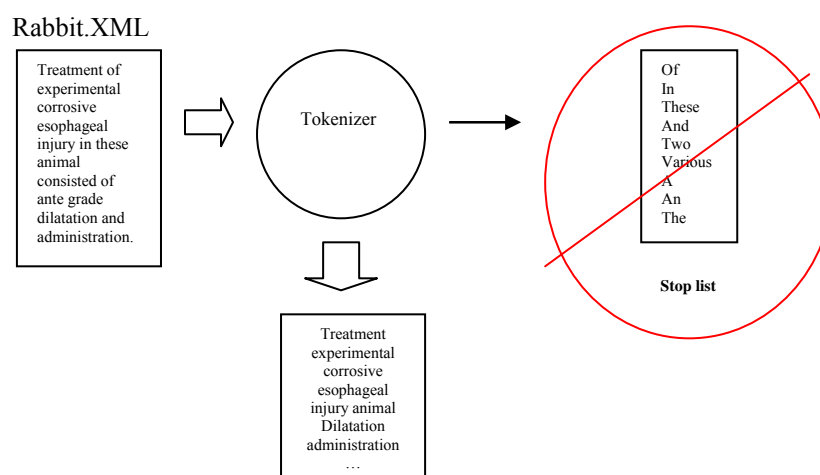 Rabbit.XML
Treatment of
experimental
corrosive
esophageal
injury in these
animal
consisted of
ante grade
dilatation and
administration.
Tokenizer
Of
In
These
And
Two
Various
A
An
The
Stop list
Treatment
experimental
corrosive
esophageal
injury animal
Dilatation
administration
…